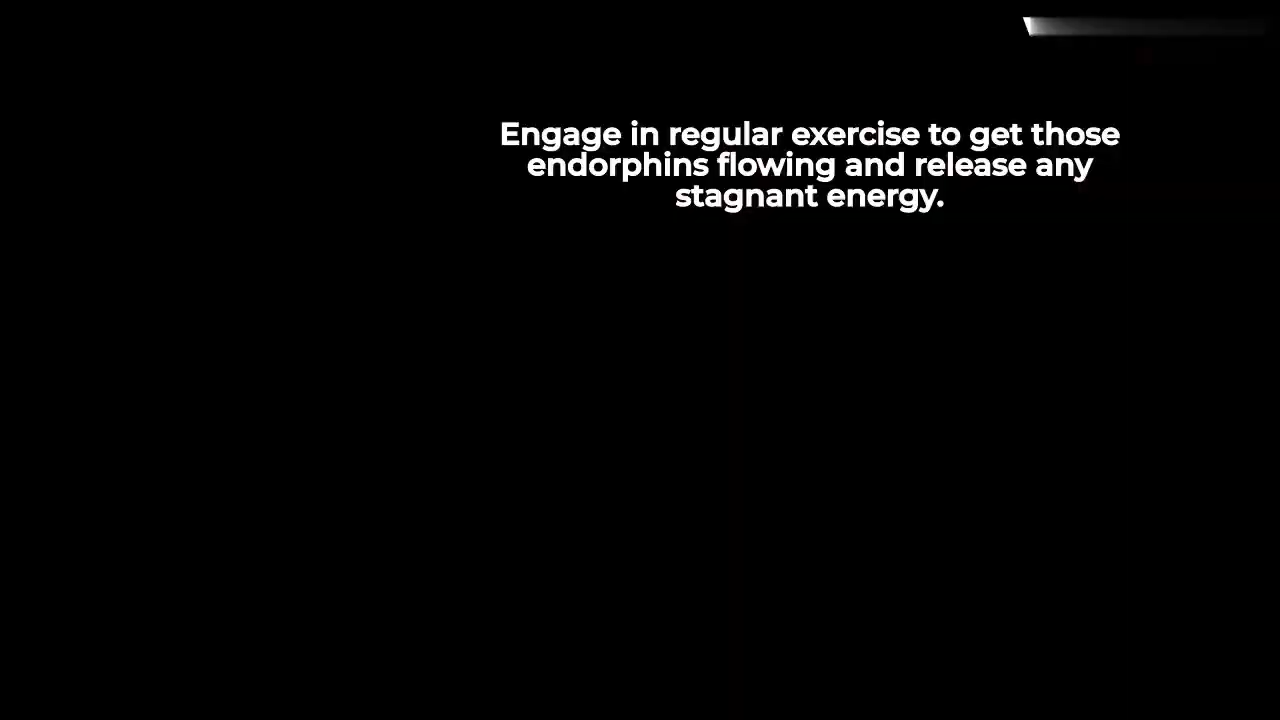 Engage in regular exercise to get those
endorphins flowing and release any
stagnant energy.